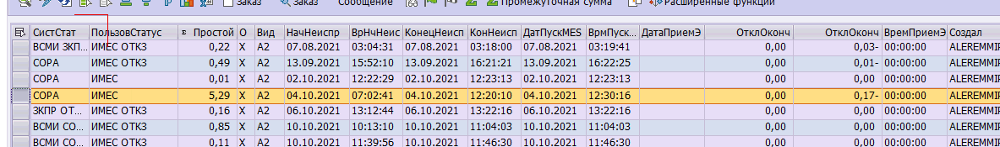 Заказ Заказ Сообщение Промежуточная сумма Расширенные функции
СистСтат ПользовСтатус Σ Простой О Вид НачНеиспр ВрНчНеис КонецНеисп КонНеисп ДатПускMES ВрмПуск... ДатаПриемЭ ОтклОконч ОтклОконч ВремПриемЭ Создал
ВСМИ ЗКП... ИМЕС ОТКЗ 0,22 X A2 07.08.2021 03:04:31 07.08.2021 03:18:00 07.08.2021 03:19:41 0,00 0,03- 00:00:00 ALEREMMIF
СОРА ИМЕС ОТКЗ 0,49 X A2 13.09.2021 15:52:10 13.09.2021 16:21:21 13.09.2021 16:22:25 0,00 0,01- 00:00:00 ALEREMMIF
СОРА ИМЕС 0,01 X A2 02.10.2021 12:22:29 02.10.2021 12:23:13 02.10.2021 12:23:13 0,00 0,00 00:00:00 ALEREMMIF
СОРА ИМЕС 5,29 X A2 04.10.2021 07:02:41 04.10.2021 12:20:10 04.10.2021 12:30:16 0,00 0,17- 00:00:00 ALEREMMIF
ЗКПР ОТ... ИМЕС ОТКЗ 0,16 X A2 06.10.2021 13:12:44 06.10.2021 13:22:16 06.10.2021 13:22:16 0,00 0,00 00:00:00 ALEREMMIF
ВСМИ СО... ИМЕС ОТКЗ 0,85 X A2 10.10.2021 10:13:10 10.10.2021 11:04:03 10.10.2021 11:04:03 0,00 0,00 00:00:00 ALEREMMIF
ВСМИ СО... ИМЕС ОТКЗ 0,11 X A2 10.10.2021 11:39:56 10.10.2021 11:46:30 10.10.2021 11:46:30 0,00 0,00 00:00:00 ALEREMMIF